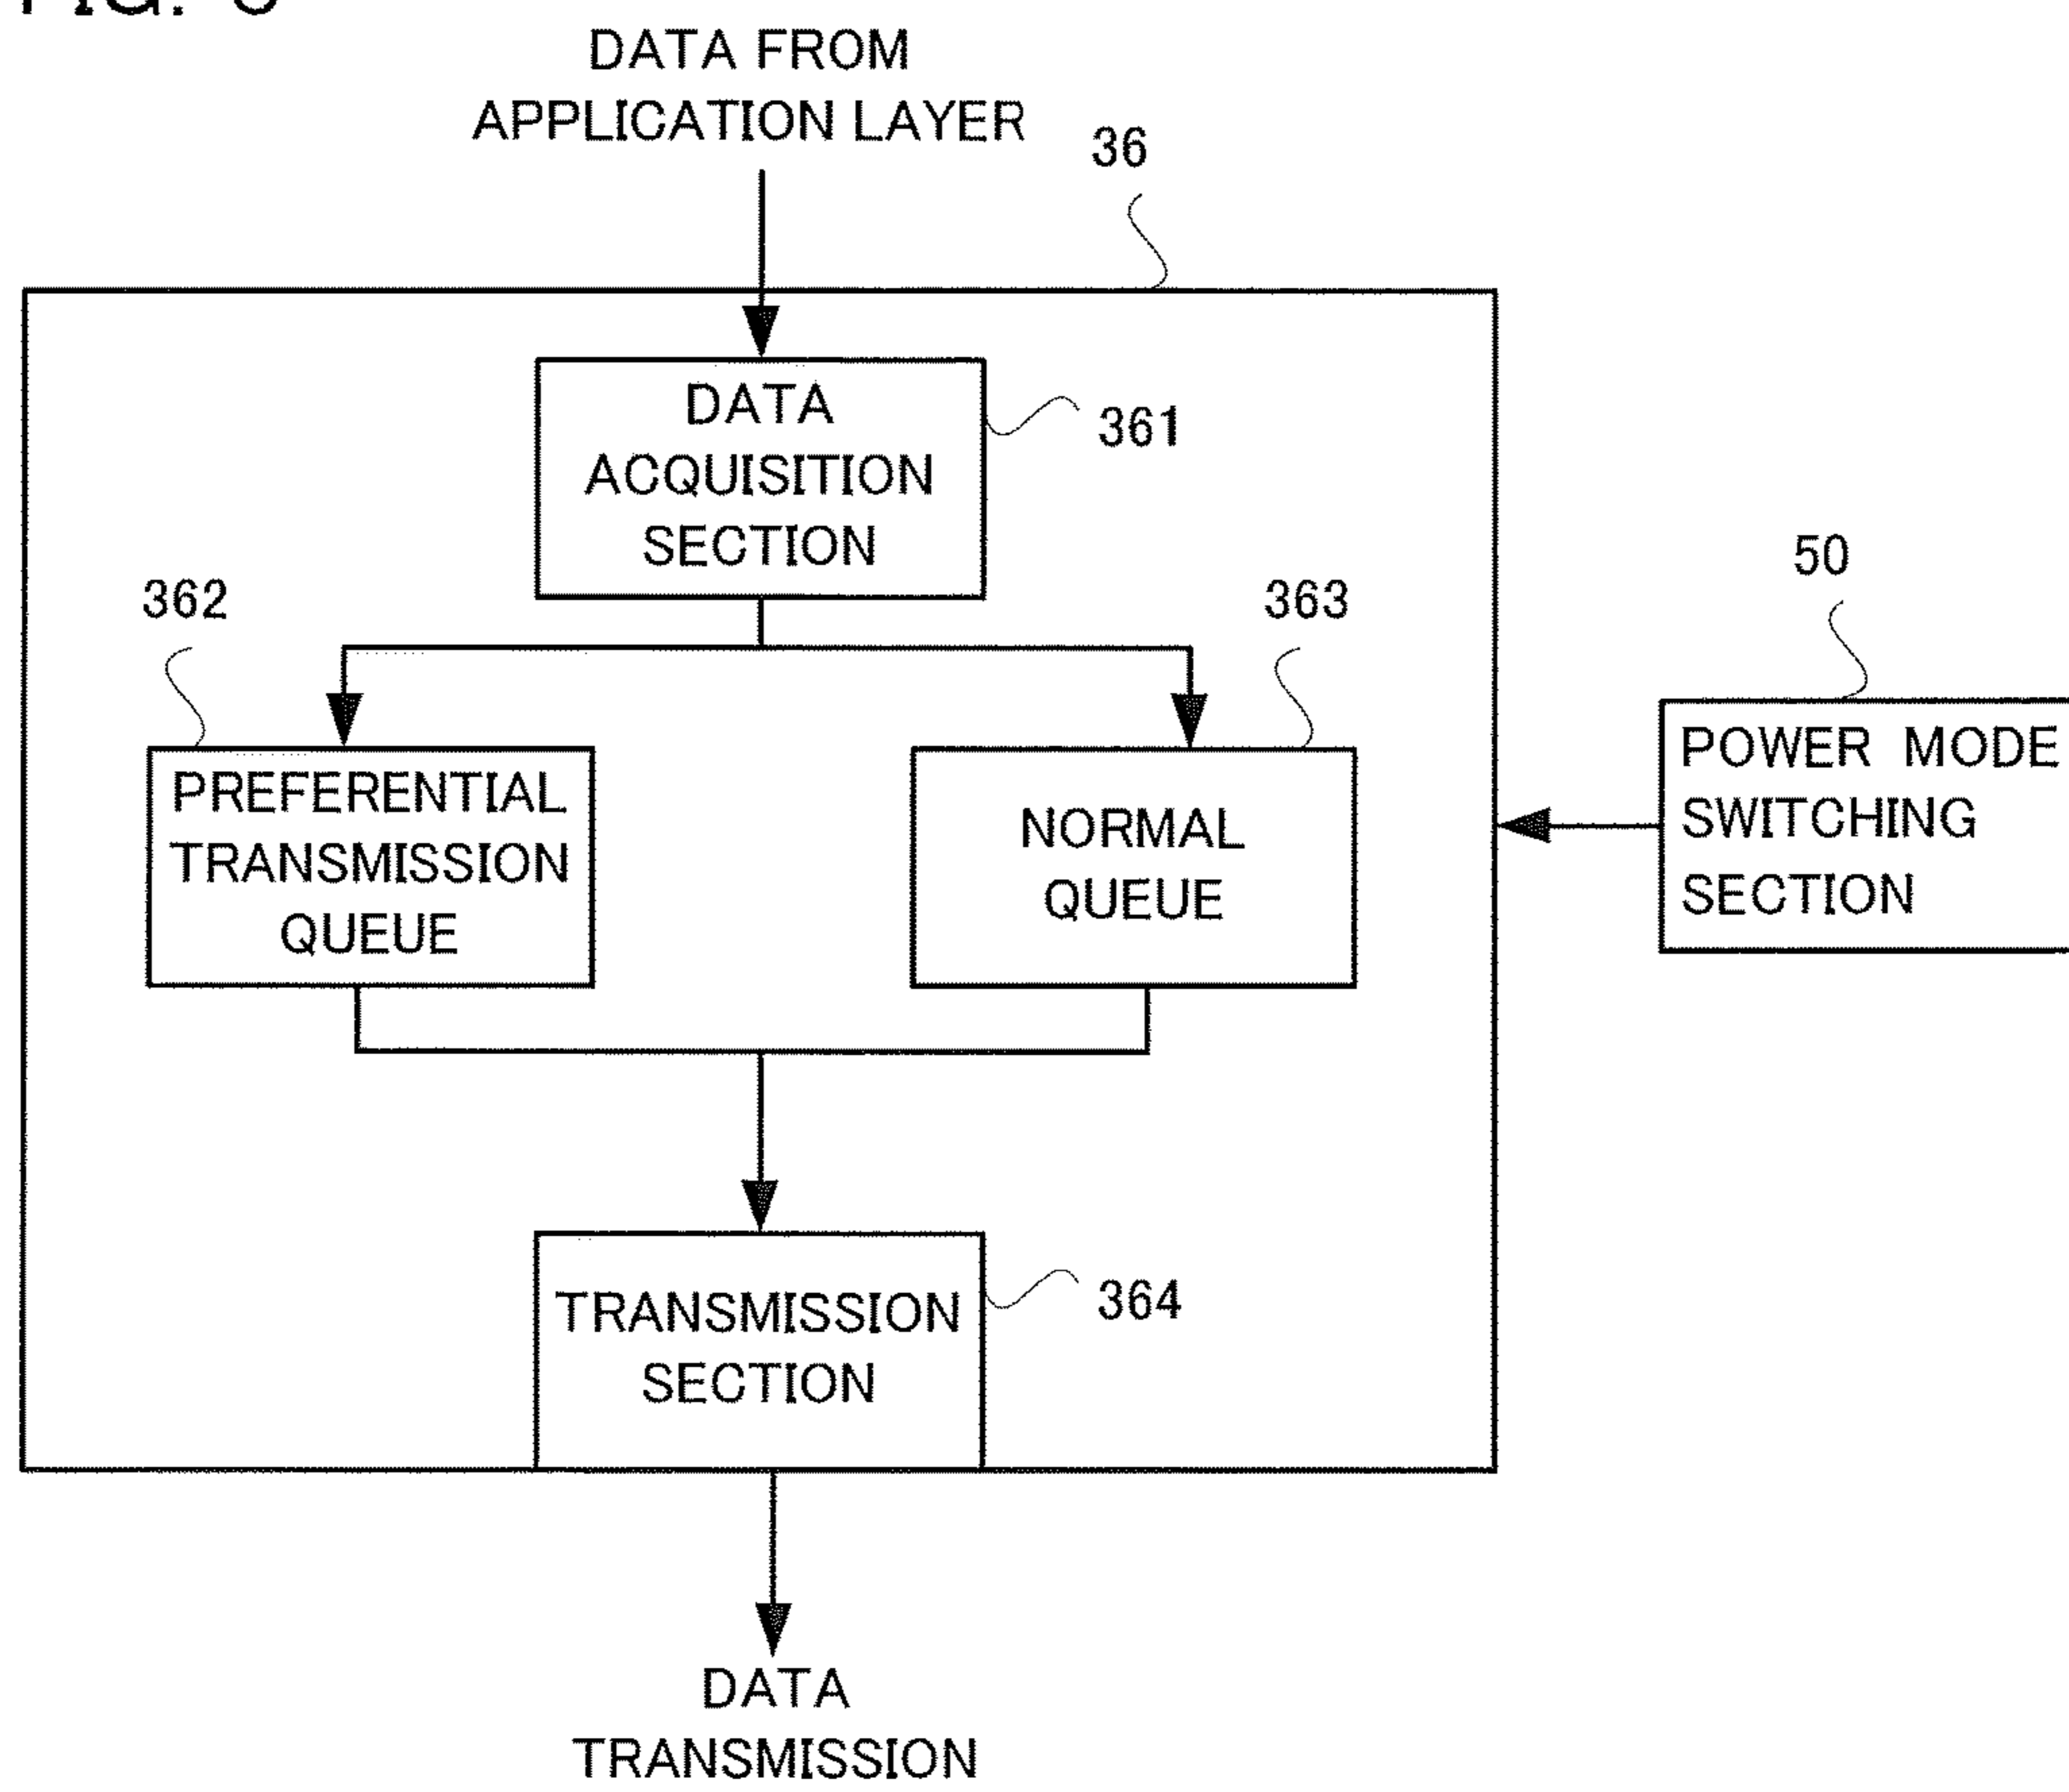 DATA FROM
APPLICATION LAYER
36
DATA
ACQUISITION
SECTION
361
362
363
50
PREFERENTIAL
TRANSMISSION
QUEUE
NORMAL
QUEUE
POWER MODE
SWITCHING
SECTION
TRANSMISSION
SECTION
364
DATA
TRANSMISSION